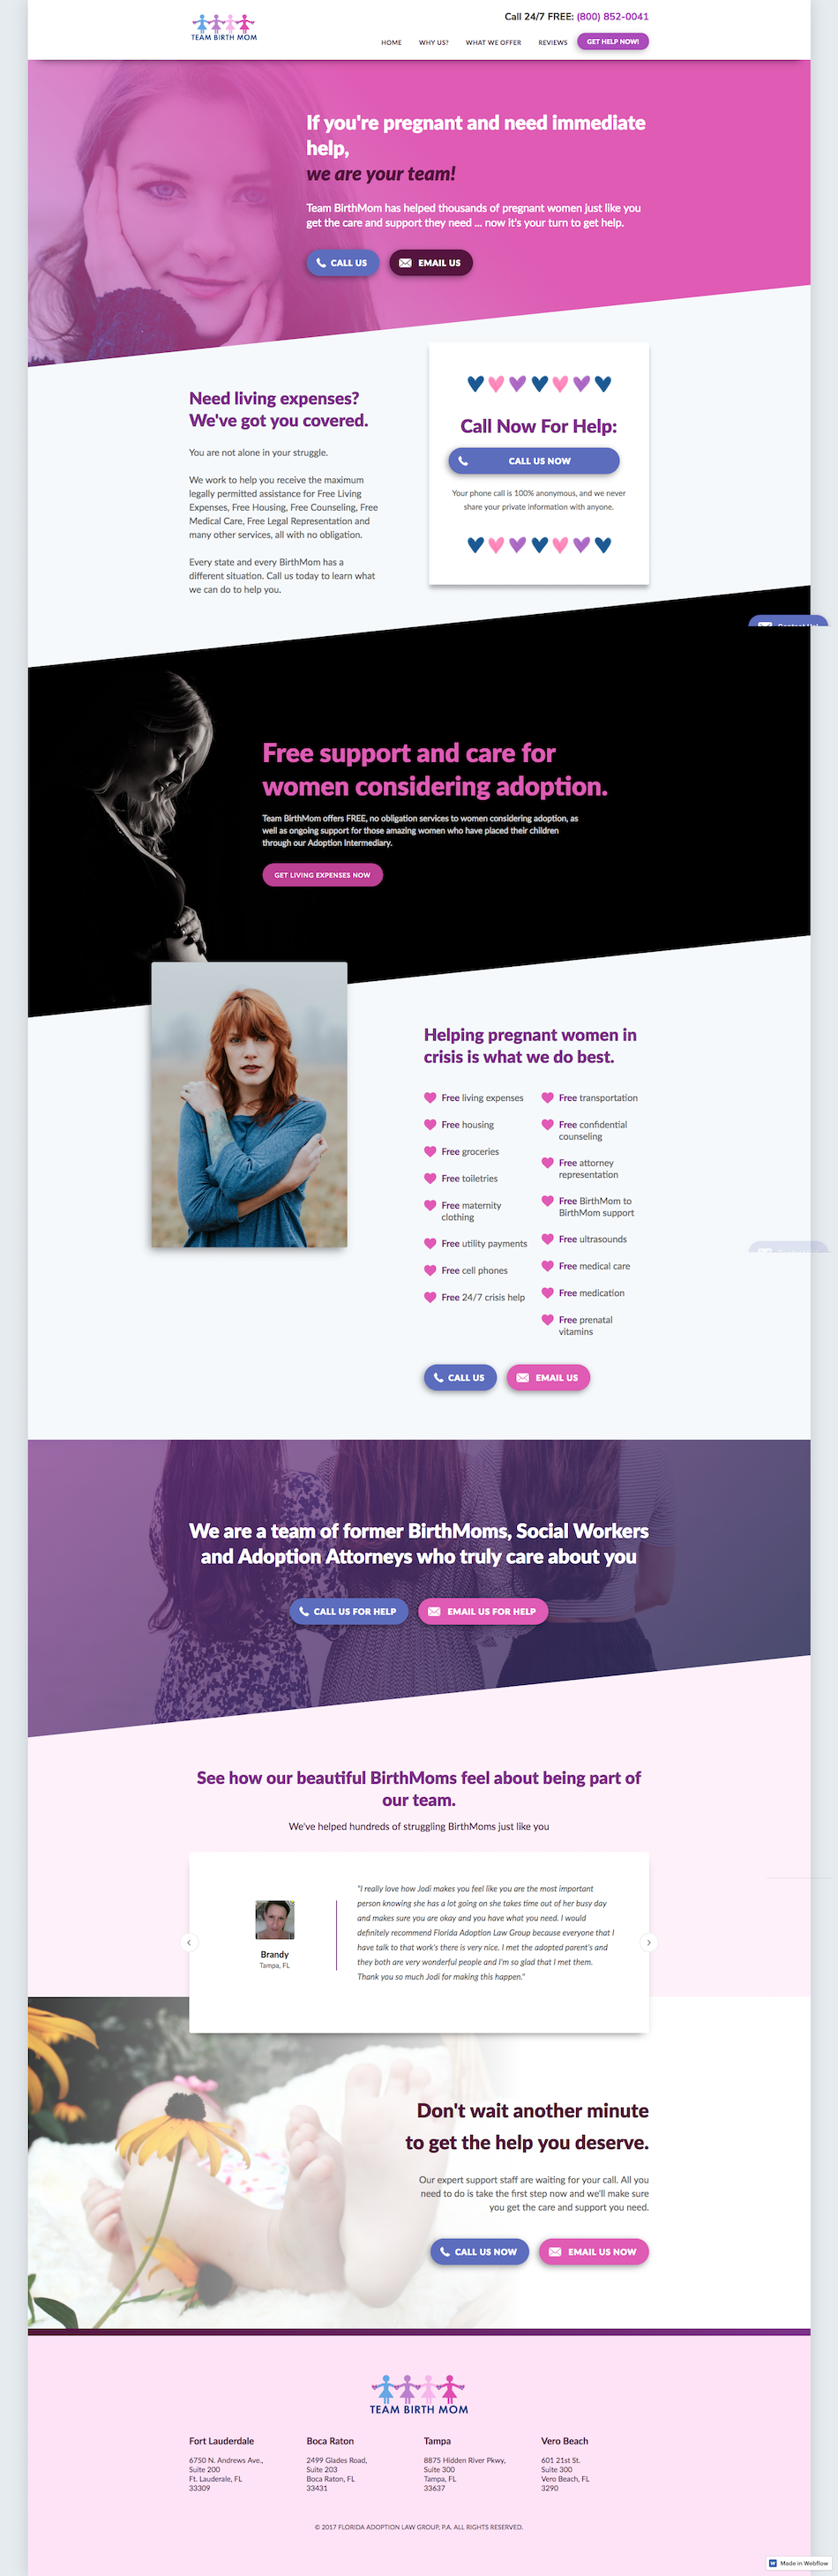 TEAM BIRTH MOM
Call 24/7 FREE: (800) 852-0041
HOME
WHY US?
WHAT WE OFFER
REVIEWS
GET HELP NOW!
If you're pregnant and need immediate
help,
we are your team!
Team BirthMom has helped thousands of pregnant women just like you
get the care and support they need ... now it's your turn to get help.
CALL US
EMAIL US
Need living expenses?
We've got you covered.
You are not alone in your struggle.
We work to help you receive the maximum
legally permitted assistance for Free Living
Expenses, Free Housing, Free Counseling, Free
Medical Care, Free Legal Representation and
many other services, all with no obligation.
Every state and every BirthMom has a
different situation. Call us today to learn what
we can do to help you.
Call Now For Help:
CALL US NOW
Your phone call is 100% anonymous, and we never
share your private information with anyone.
Free support and care for
women considering adoption.
Team BirthMom offers FREE, no obligation services to women considering adoption, as
well as ongoing support for those amazing women who have placed their children
through our Adoption Intermediary.
GET LIVING EXPENSES NOW
Helping pregnant women in
crisis is what we do best.
Free living expenses
Free housing
Free groceries
Free toiletries
Free maternity
clothing
Free utility payments
Free cell phones
Free 24/7 crisis help
Free transportation
Free confidential
counseling
Free attorney
representation
Free BirthMom to
BirthMom support
Free ultrasounds
Free medical care
Free medication
Free prenatal
vitamins
CALL US
EMAIL US
We are a team of former BirthMoms, Social Workers
and Adoption Attorneys who truly care about you
CALL US FOR HELP
EMAIL US FOR HELP
See how our beautiful BirthMoms feel about being part of
our team.
We've helped hundreds of struggling BirthMoms just like you
Brandy
Tampa, FL
"I really love how Jodi makes you feel like you are the most important
person knowing she has a lot going on she takes time out of her busy day
and makes sure you are okay and you have what you need. I would
definitely recommend Florida Adoption Law Group because everyone that I
have talk to that work's there is very nice. I met the adopted parent's and
they both are very wonderful people and I'm so glad that I met them.
Thank you so much Jodi for making this happen."
Don't wait another minute
to get the help you deserve.
Our expert support staff are waiting for your call. All you
need to do is take the first step now and we'll make sure
you get the care and support you need.
CALL US NOW
EMAIL US NOW
TEAM BIRTH MOM
Fort Lauderdale
6750 N. Andrews Ave.,
Suite 200
Ft. Lauderale, FL
33309
Boca Raton
2499 Glades Road,
Suite 203
Boca Raton, FL
33431
Tampa
8875 Hidden River Pkwy,
Suite 300
Tampa, FL
33637
Vero Beach
601 21st St.
Suite 300
Vero Beach, FL
3290
© 2017 FLORIDA ADOPTION LAW GROUP, P.A. ALL RIGHTS RESERVED.
Made in Webflow